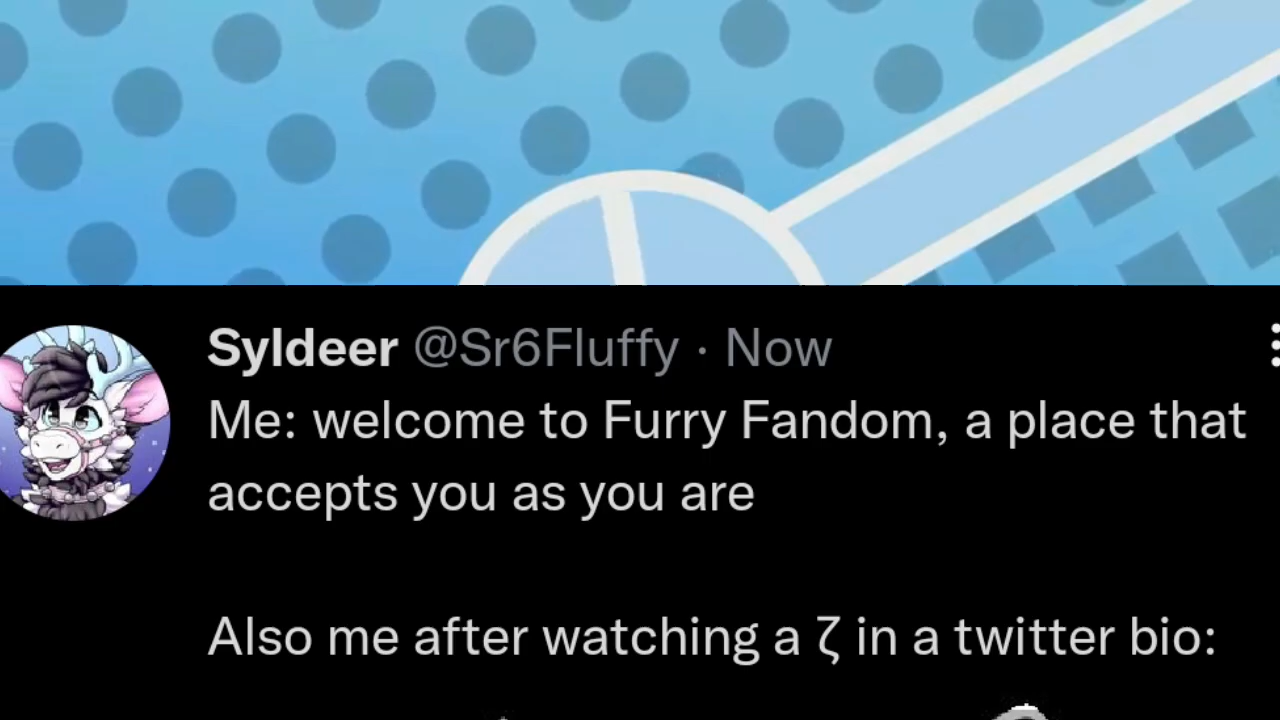 Syldeer @Sr6Fluffy · Now
Me: welcome to Furry Fandom, a place that
accepts you as you are
Also me after watching a ζ in a twitter bio: